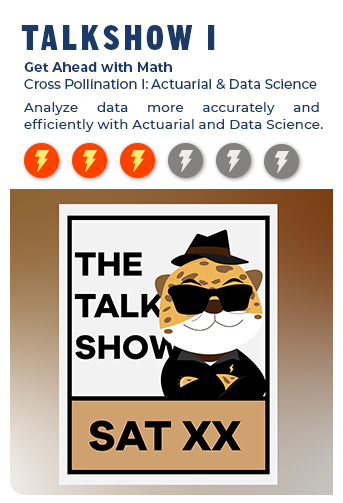 TALKSHOW I
Get Ahead with Math
Cross Pollination I: Actuarial & Data Science
Analyze data more accurately and
efficiently with Actuarial and Data Science.
THE
TALK
SHOW
SAT XX